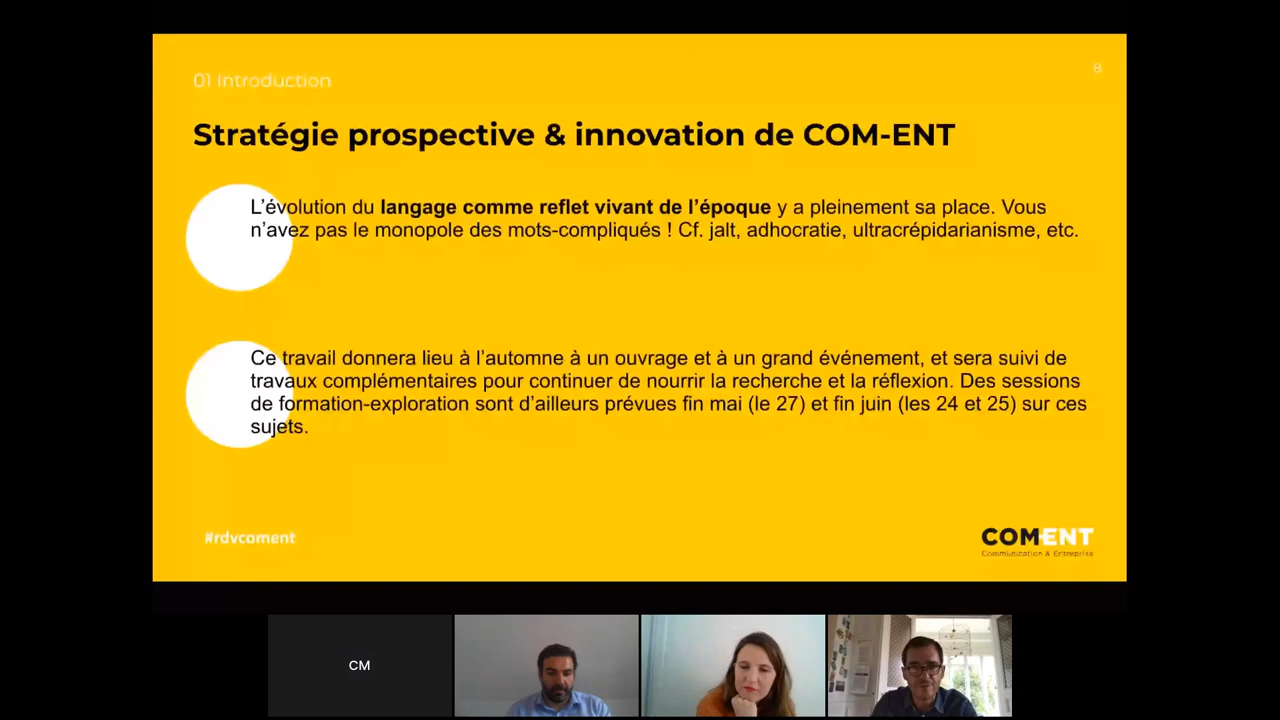 01 Introduction
8
Stratégie prospective & innovation de COM-ENT
L'évolution du langage comme reflet vivant de l'époque y a pleinement sa place. Vous
n'avez pas le monopole des mots-compliqués ! Cf. jalt, adhocratie, ultracrépidarianisme, etc.
Ce travail donnera lieu à l'automne à un ouvrage et à un grand événement, et sera suivi de
travaux complémentaires pour continuer de nourrir la recherche et la réflexion. Des sessions
de formation-exploration sont d'ailleurs prévues fin mai (le 27) et fin juin (les 24 et 25) sur ces
sujets.
#rdvcoment
COM-ENT
Communication & Entreprise
CM